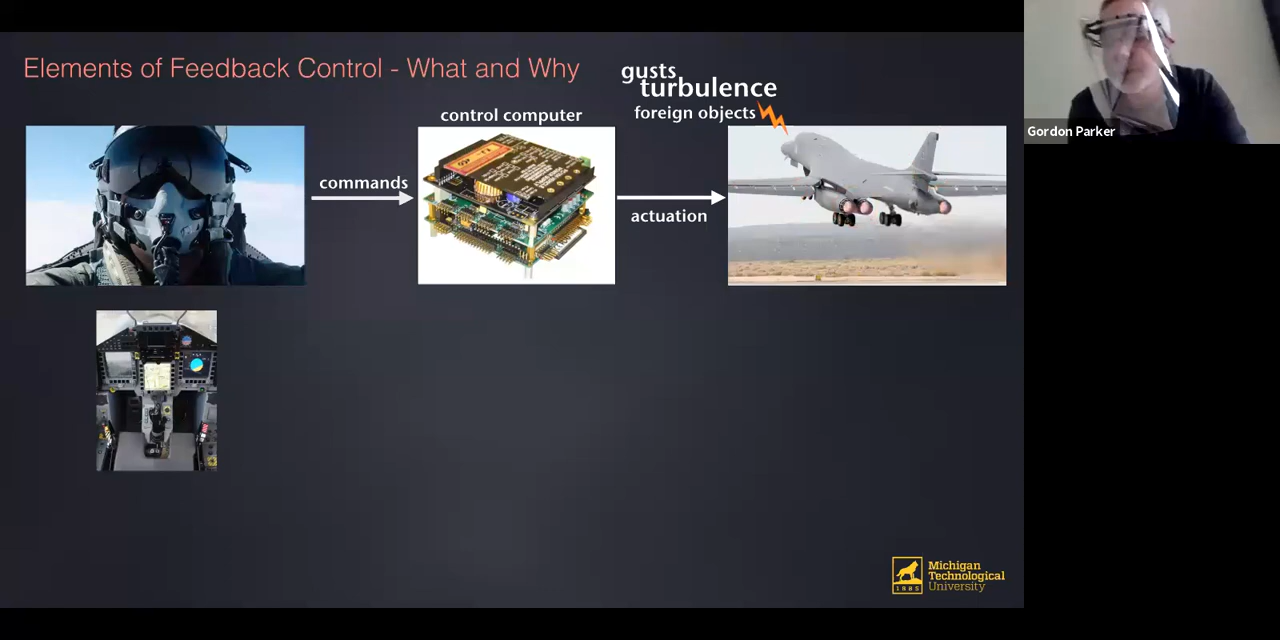 Elements of Feedback Control - What and Why
gusts
turbulence
foreign objects
control computer
commands
actuation
Gordon Parker
Michigan
Technological
University
1885